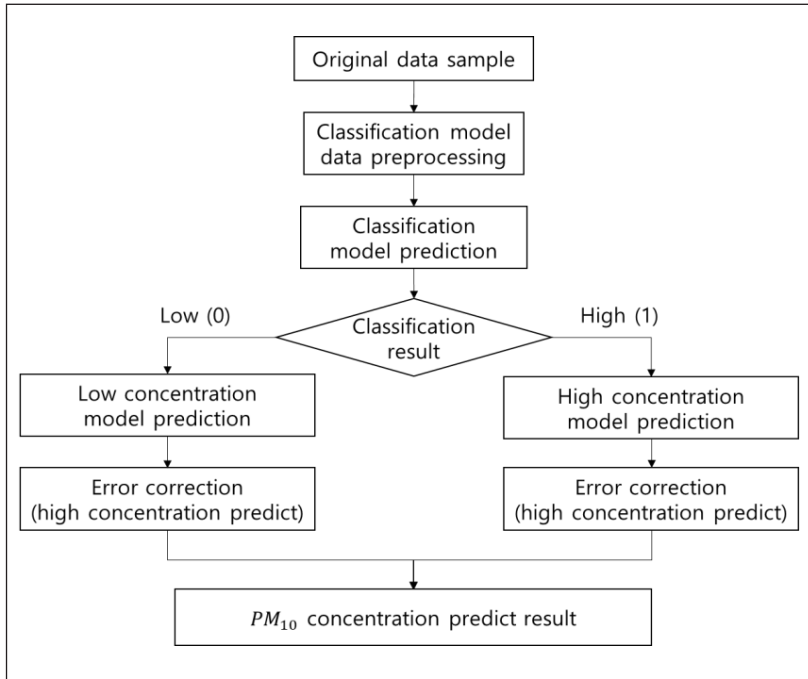 Original data sample
Classification model
data preprocessing
Classification
model prediction
Low (0)
Classification
result
High (1)
Low concentration
model prediction
High concentration
model prediction
Error correction
(high concentration predict)
Error correction
(high concentration predict)
PM₁₀ concentration predict result